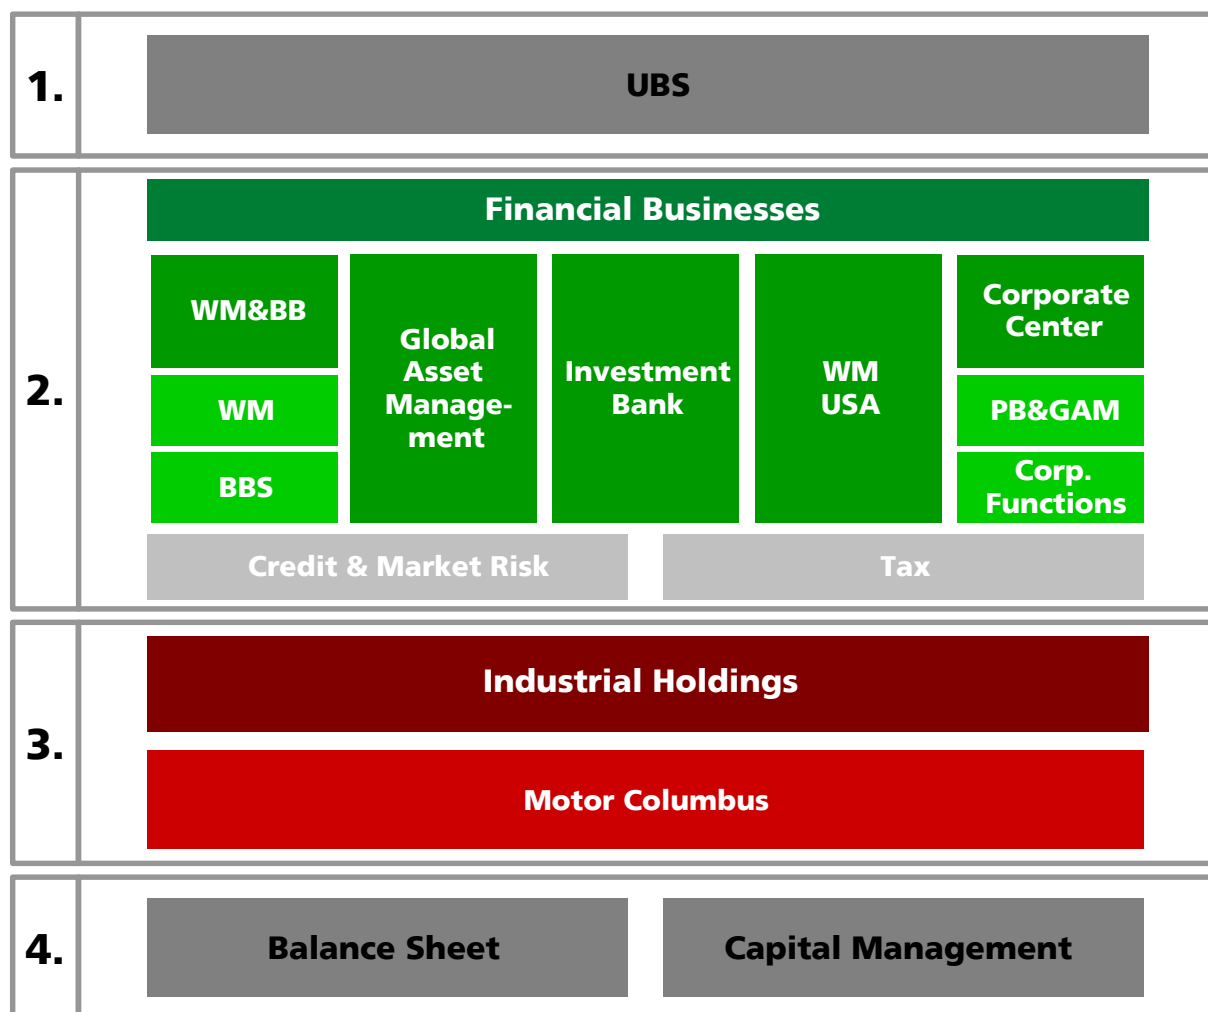 1.
UBS
2.
Financial Businesses
WM&BB
WM
BBS
Global
Asset
Manage-
ment
Investment
Bank
WM
USA
Corporate
Center
PB&GAM
Corp.
Functions
Credit & Market Risk
Tax
3.
Industrial Holdings
Motor Columbus
4.
Balance Sheet
Capital Management